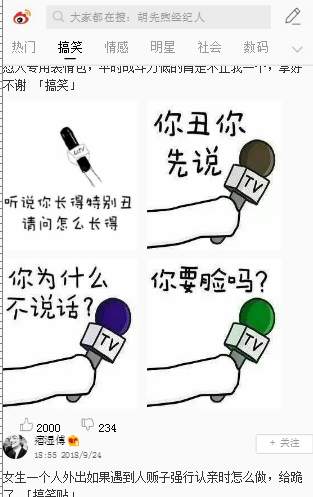 大家都在搜：胡先煦经纪人
热门 搞笑 情感 明星 社会 数码
怼人专用表情包，平时战斗力低的肯定不止我一个，拿好
不谢 「搞笑」
CCTV
听说你长得特别丑
请问怎么长得
你丑你
先说
TV
你为什么
不说话？
TV
你要脸吗？
TV
2000 234
18:55 2018/9/24
+ 关注
女生一个人外出如果遇到人贩子强行认亲时怎么做，给跪
了 「搞笑贴」